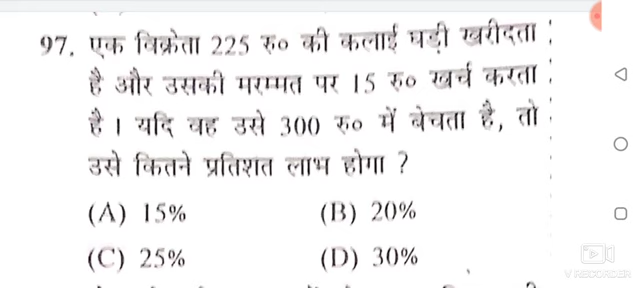 97. एक विक्रेता 225 रु० की कलाई घड़ी खरीदता
है और उसकी मरम्मत पर 15 रु० खर्च करता
है । यदि वह उसे 300 रु० में बेचता है, तो
उसे कितने प्रतिशत लाभ होगा ?
(A) 15% (B) 20%
(C) 25% (D) 30%
V RECORDER